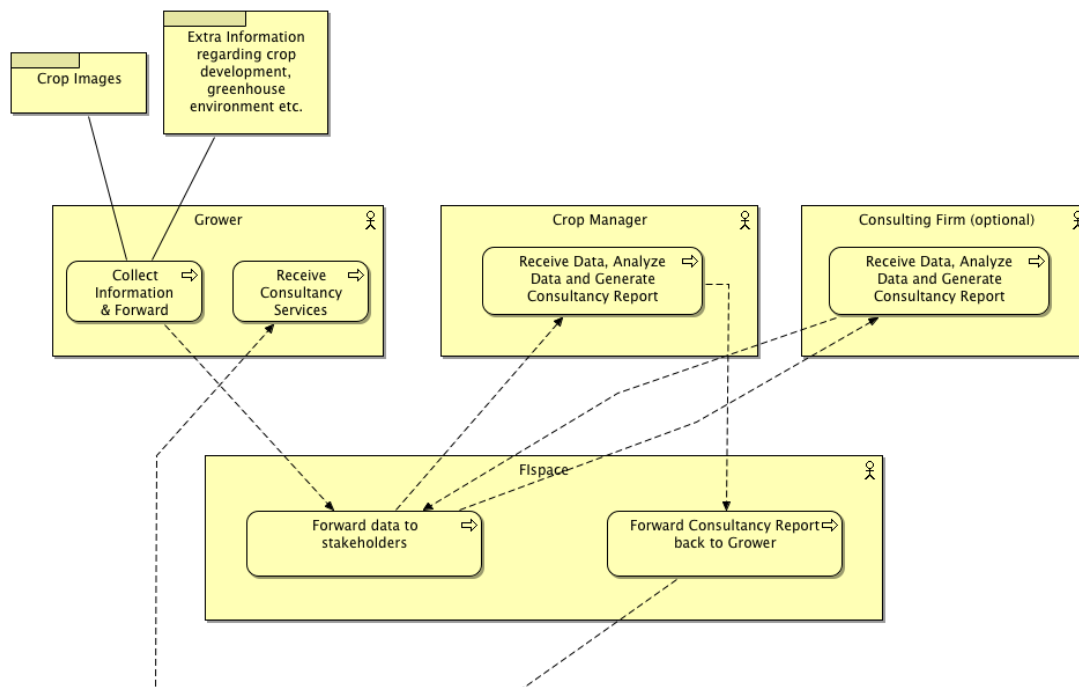 Crop Images
Extra Information
regarding crop
development,
greenhouse
environment etc.
Grower
Collect
Information
& Forward
Receive
Consultancy
Services
Crop Manager
Receive Data, Analyze
Data and Generate
Consultancy Report
Consulting Firm (optional)
Receive Data, Analyze
Data and Generate
Consultancy Report
FIspace
Forward data to
stakeholders
Forward Consultancy Report
back to Grower